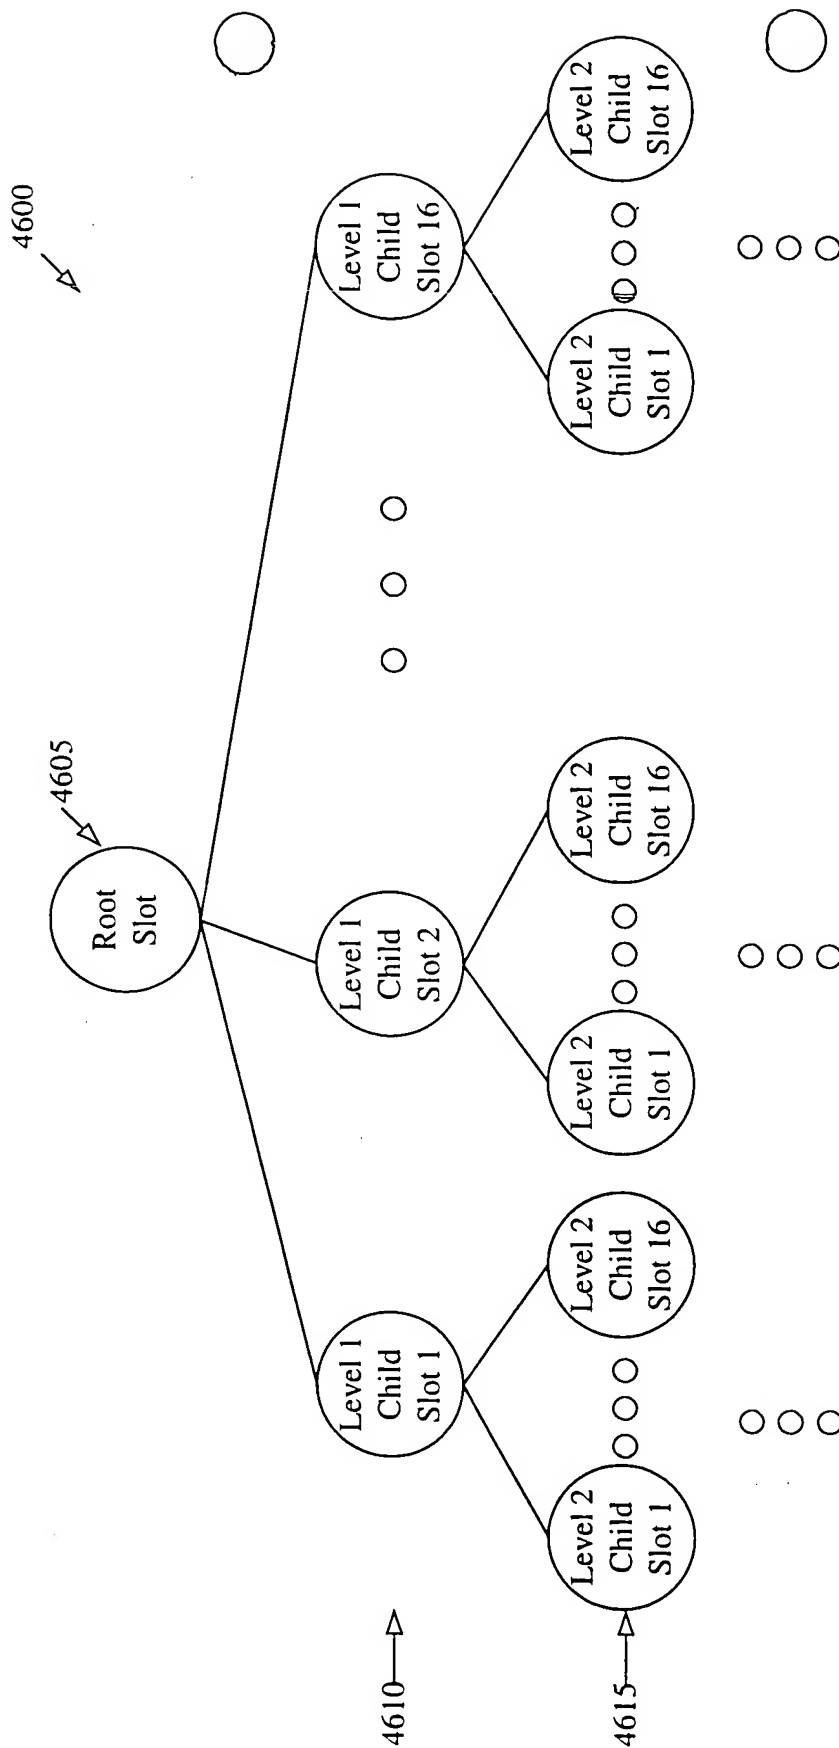 4600
4605
Root
Slot
4610
Level 1
Child
Slot 1
Level 1
Child
Slot 2
Level 1
Child
Slot 16
4615
Level 2
Child
Slot 1
Level 2
Child
Slot 16
Level 2
Child
Slot 1
Level 2
Child
Slot 16
Level 2
Child
Slot 1
Level 2
Child
Slot 16